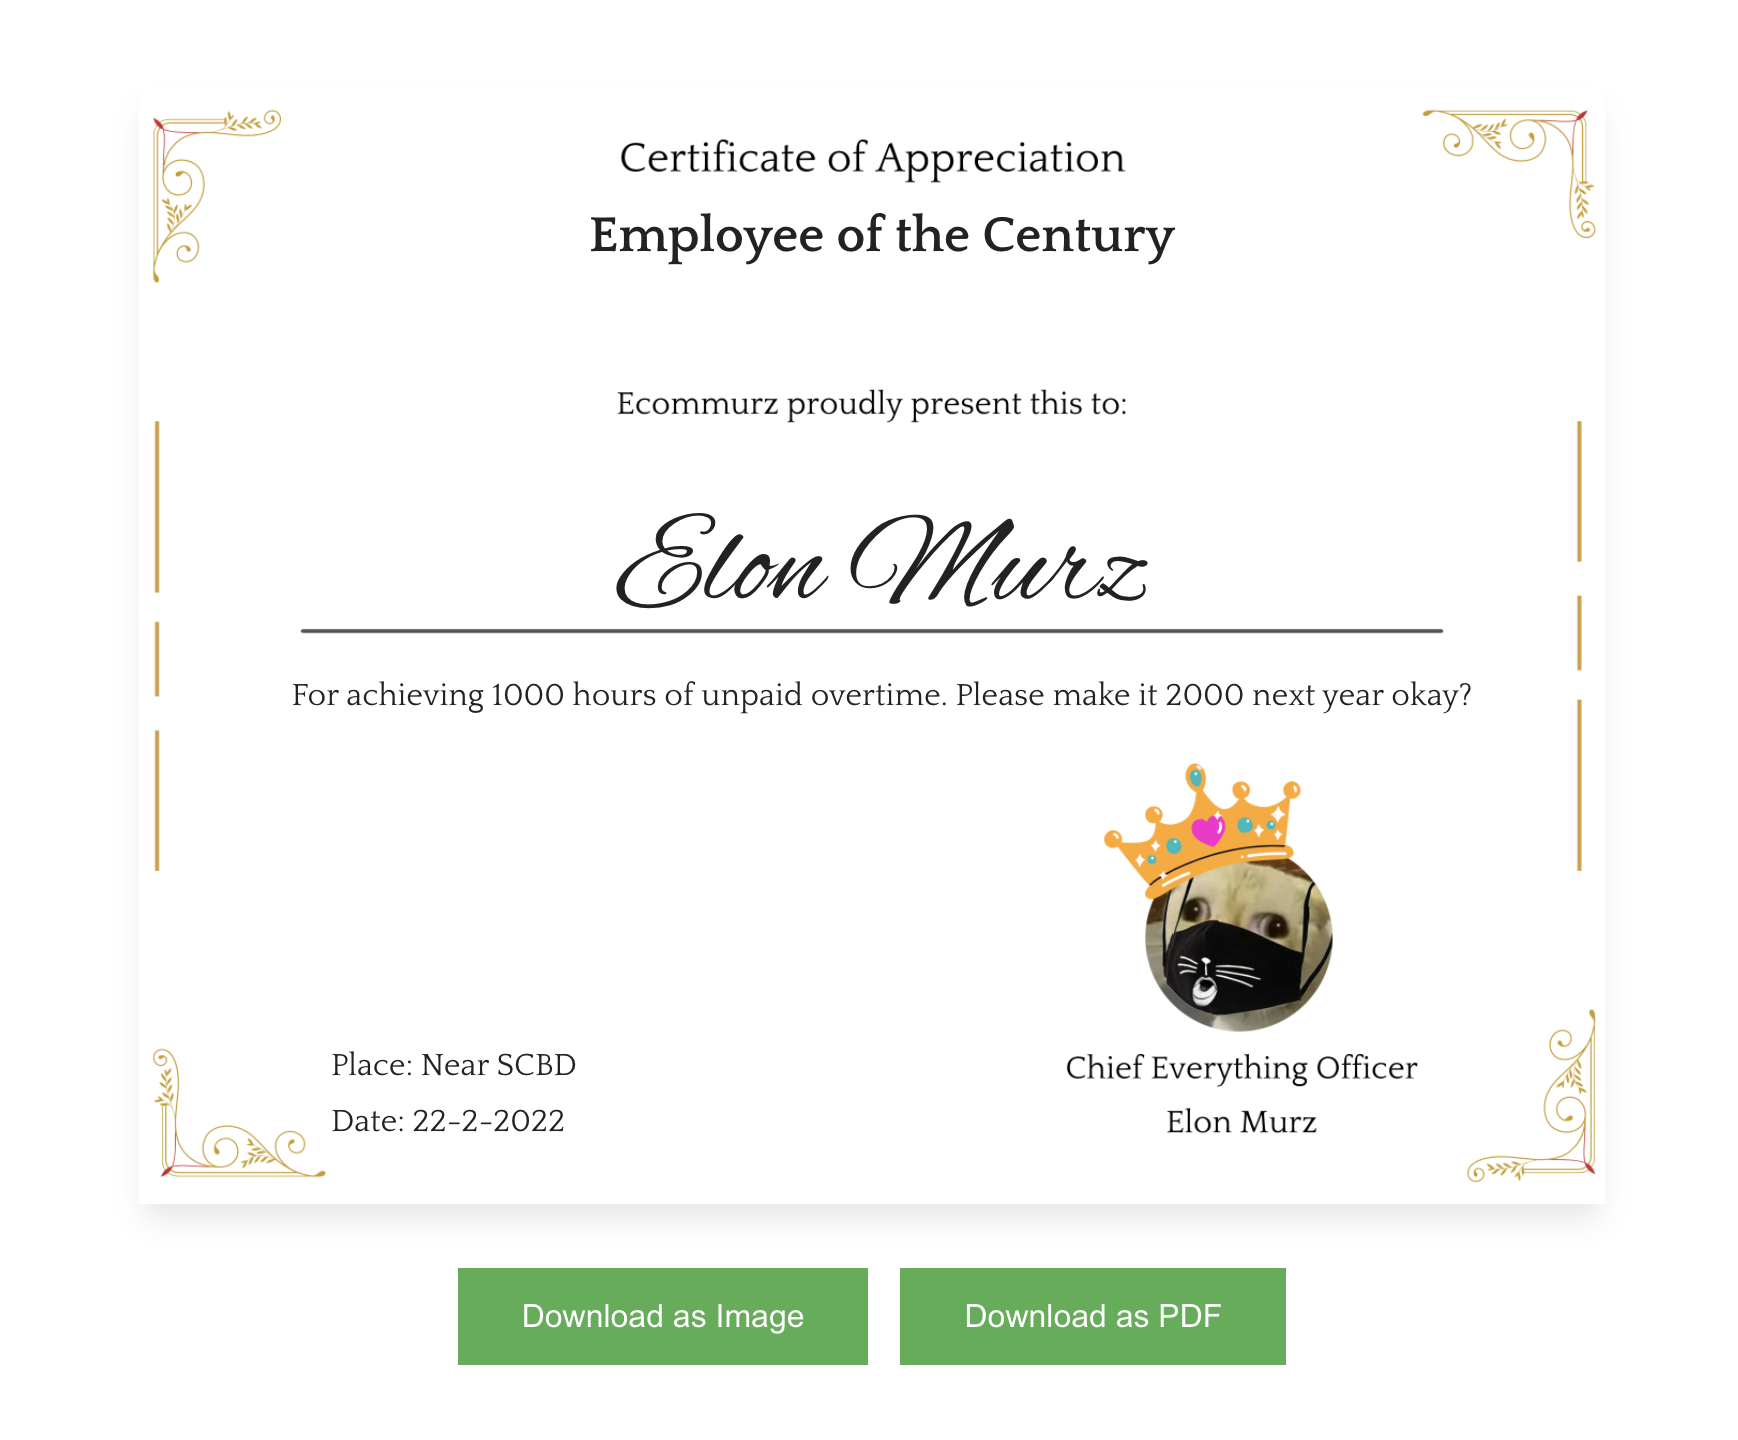 Certificate of Appreciation
Employee of the Century
Ecommurz proudly present this to:
Elon Murz
For achieving 1000 hours of unpaid overtime. Please make it 2000 next year okay?
Place: Near SCBD
Date: 22-2-2022
Chief Everything Officer
Elon Murz
Download as Image
Download as PDF